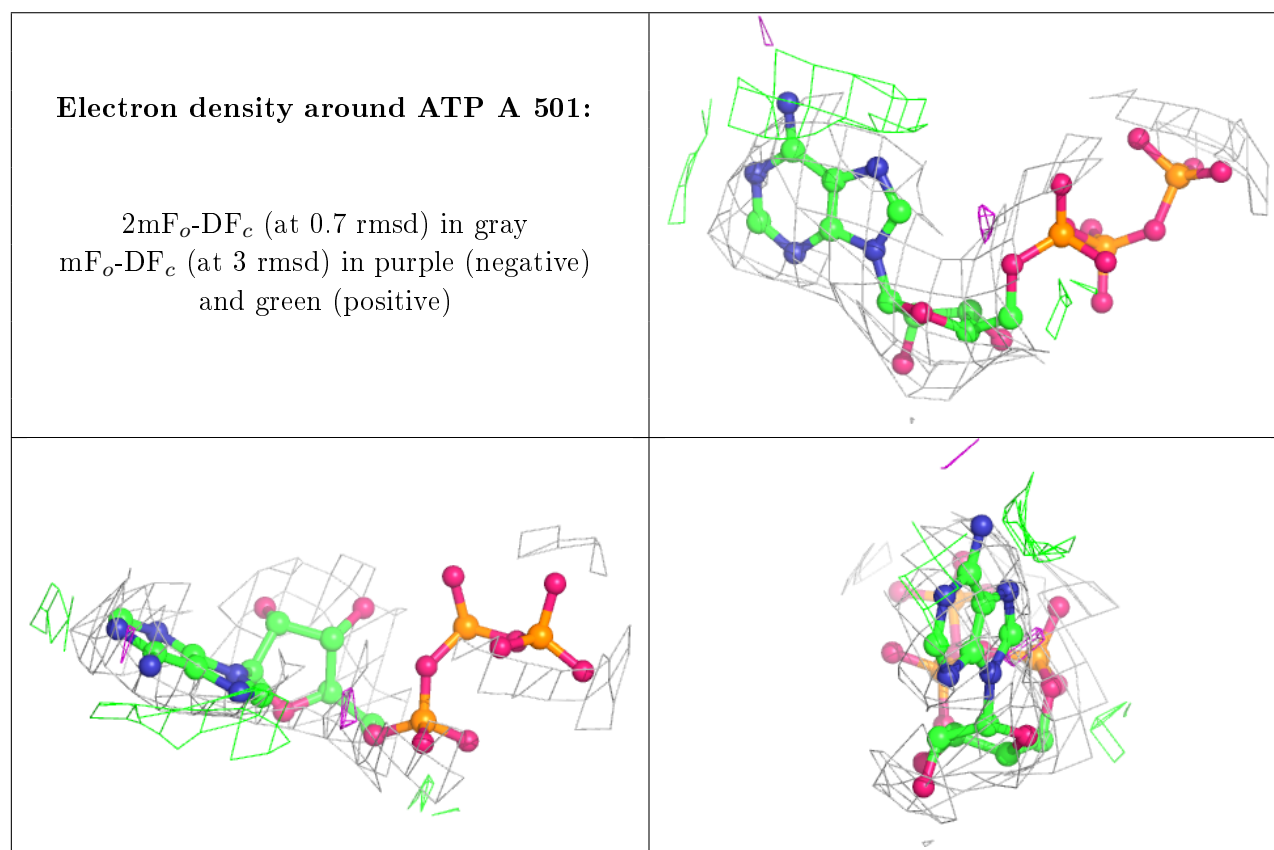 Electron density around ATP A 501:
2mFo-DFc (at 0.7 rmsd) in gray
mFo-DFc (at 3 rmsd) in purple (negative)
and green (positive)